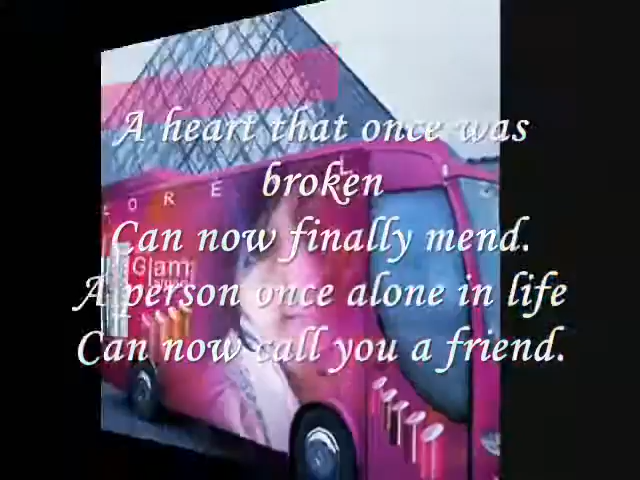 A heart that once was
broken
L O R É L
Can now finally mend.
Glam
A person once alone in life
Can now call you a friend.